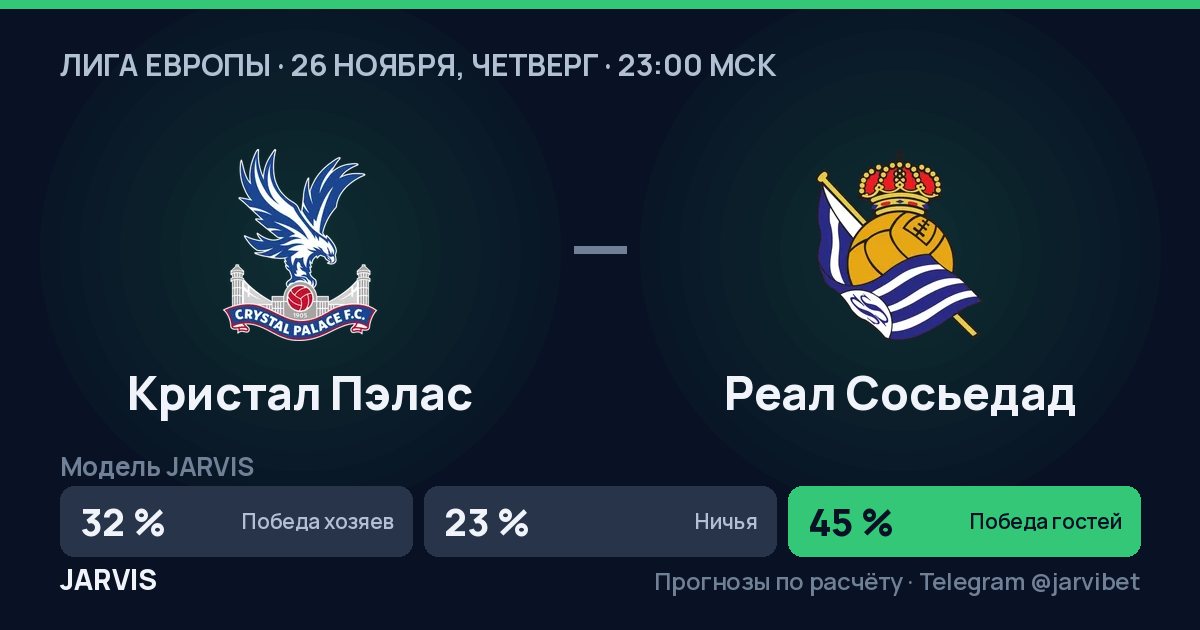 ЛИГА ЕВРОПЫ · 26 НОЯБРЯ, ЧЕТВЕРГ · 23:00 МСК
1905
CRYSTAL PALACE F.C.
Кристал Пэлас
Реал Сосьедад
Модель JARVIS
32 % Победа хозяев
23 % Ничья
45 % Победа гостей
JARVIS
Прогнозы по расчёту · Telegram @jarvibet